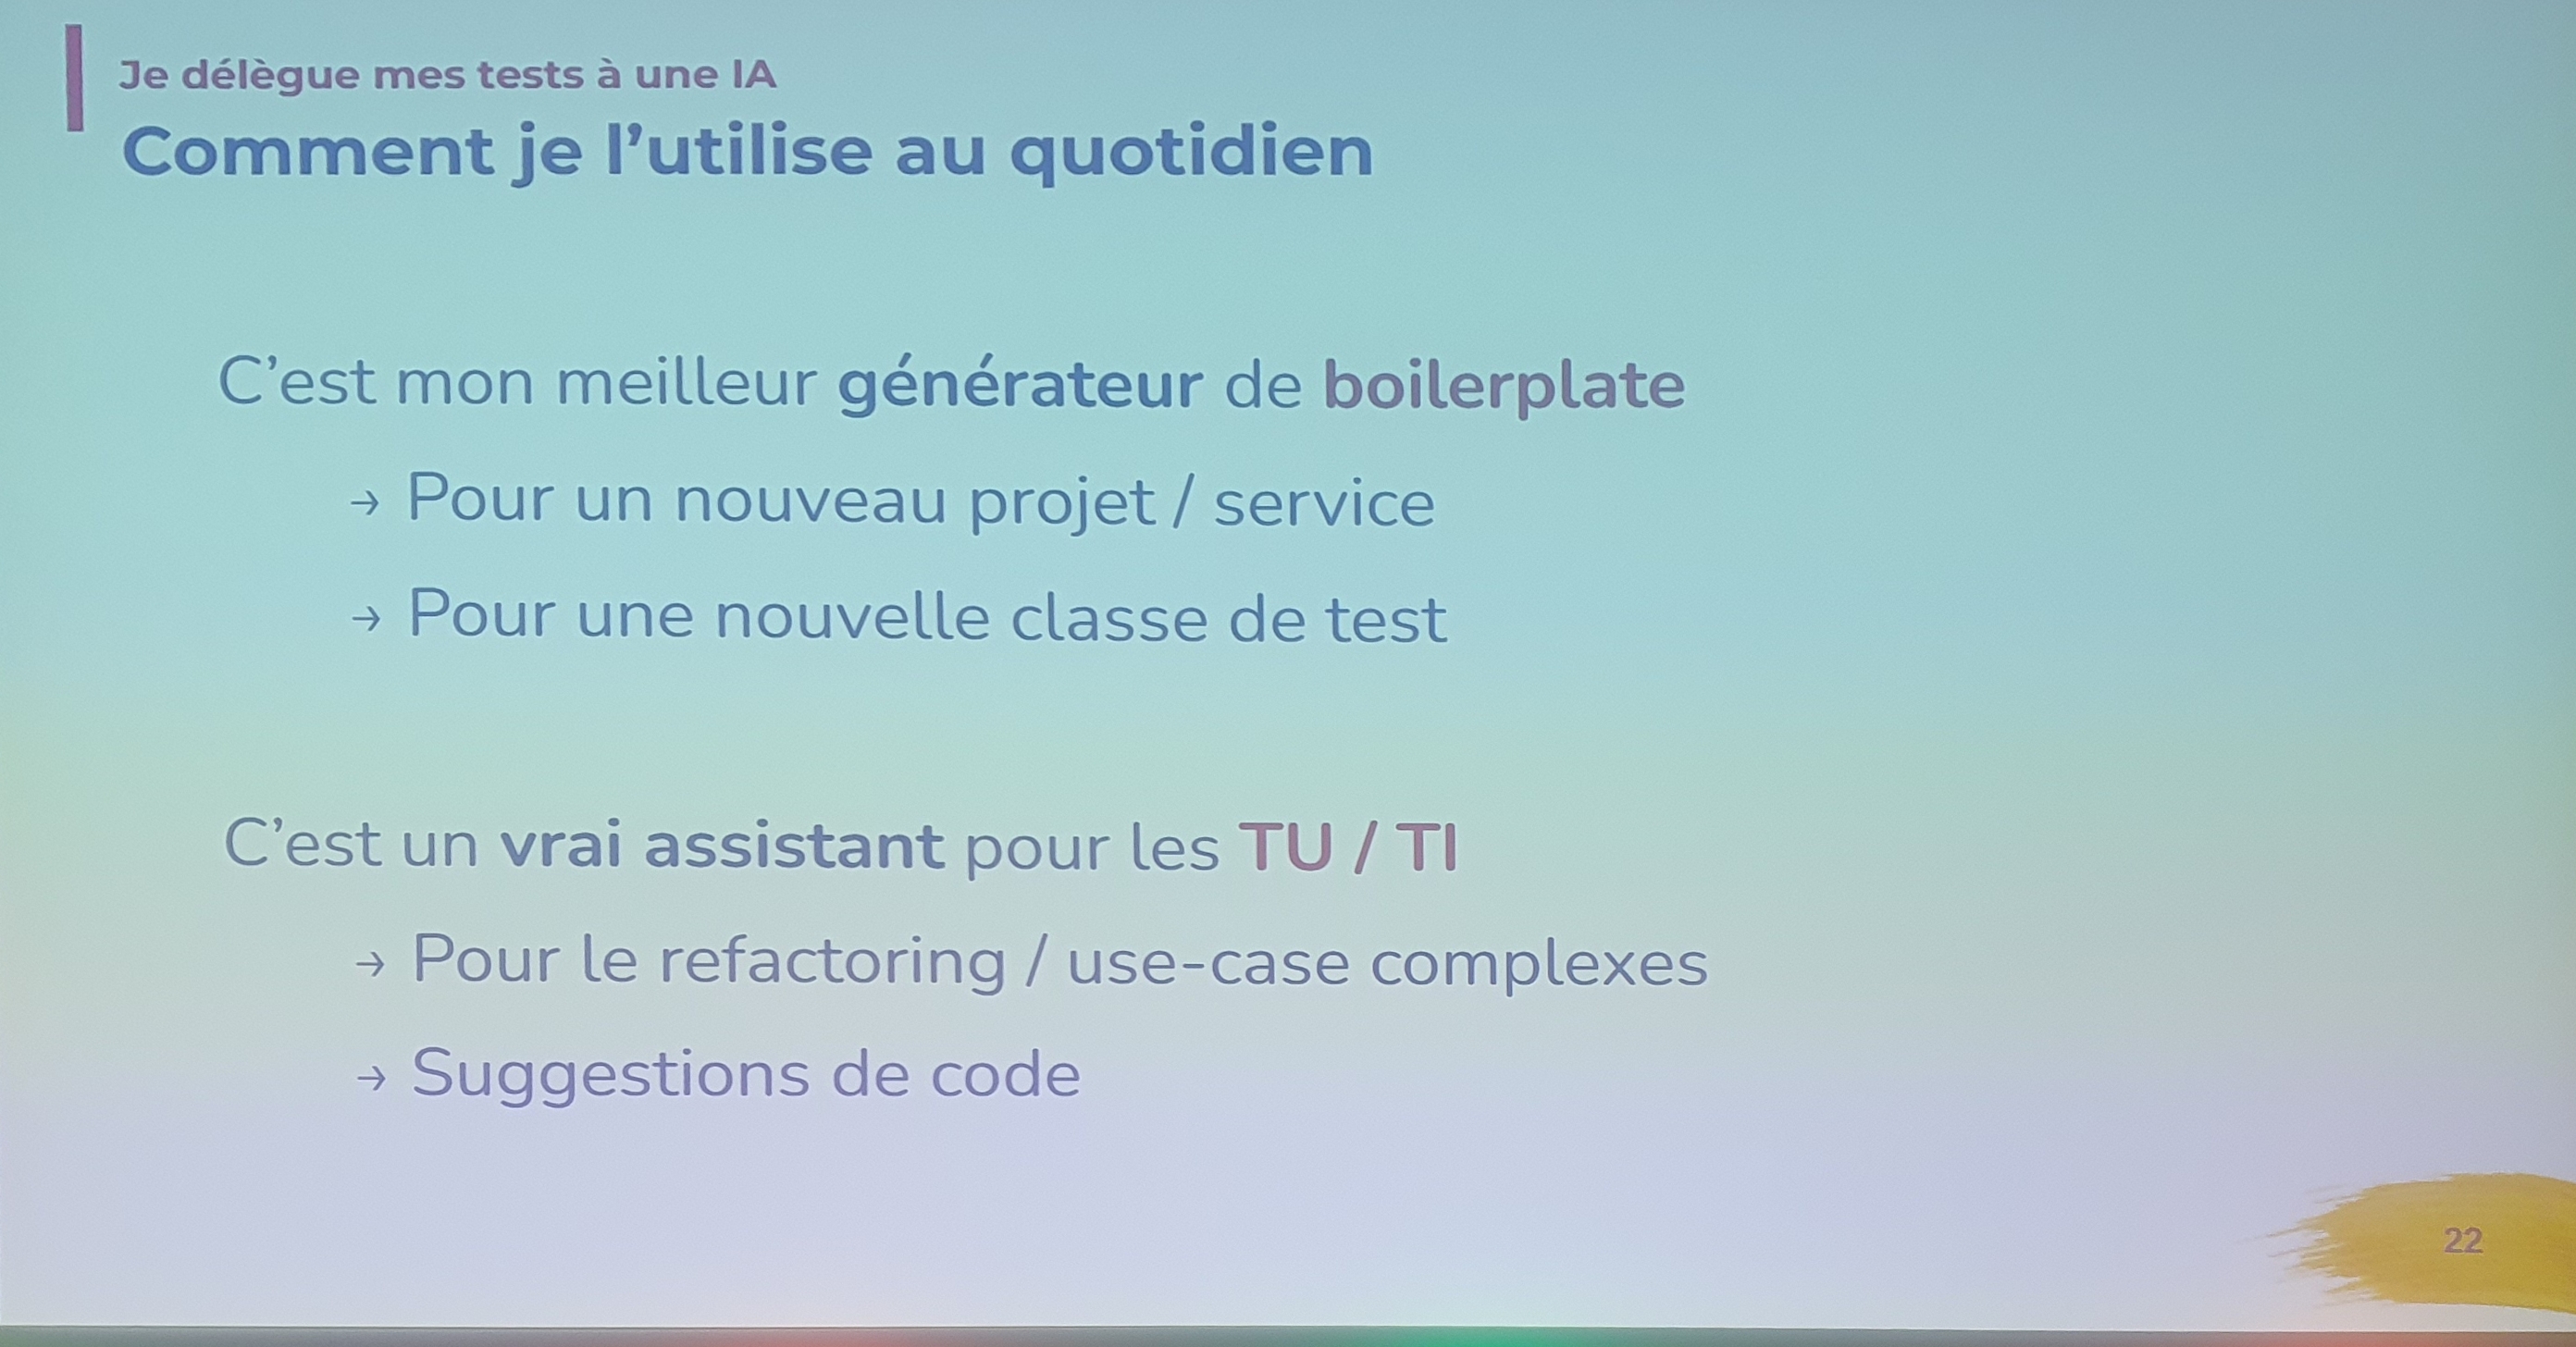 Je délègue mes tests à une IA
Comment je l’utilise au quotidien
C’est mon meilleur générateur de boilerplate
→ Pour un nouveau projet / service
→ Pour une nouvelle classe de test
C’est un vrai assistant pour les TU / TI
→ Pour le refactoring / use-case complexes
→ Suggestions de code
22